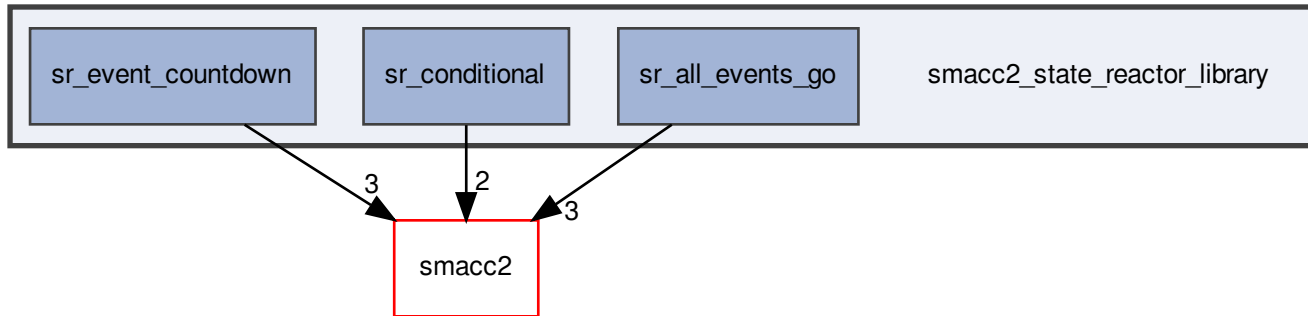 sr_event_countdown
sr_conditional
sr_all_events_go
smacc2_state_reactor_library
3
2
3
smacc2